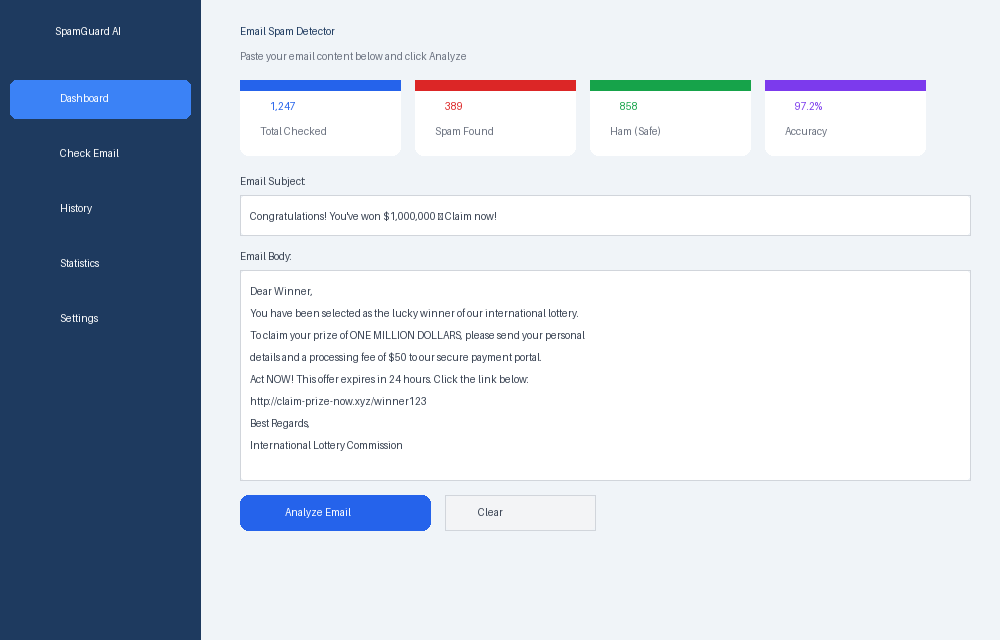 SpamGuard AI
Dashboard
Check Email
History
Statistics
Settings
Email Spam Detector
Paste your email content below and click Analyze
1,247
Total Checked
389
Spam Found
858
Ham (Safe)
97.2%
Accuracy
Email Subject:
Congratulations! You've won $1,000,000 Claim now!
Email Body:
Dear Winner,
You have been selected as the lucky winner of our international lottery.
To claim your prize of ONE MILLION DOLLARS, please send your personal
details and a processing fee of $50 to our secure payment portal.
Act NOW! This offer expires in 24 hours. Click the link below:
http://claim-prize-now.xyz/winner123
Best Regards,
International Lottery Commission
Analyze Email
Clear